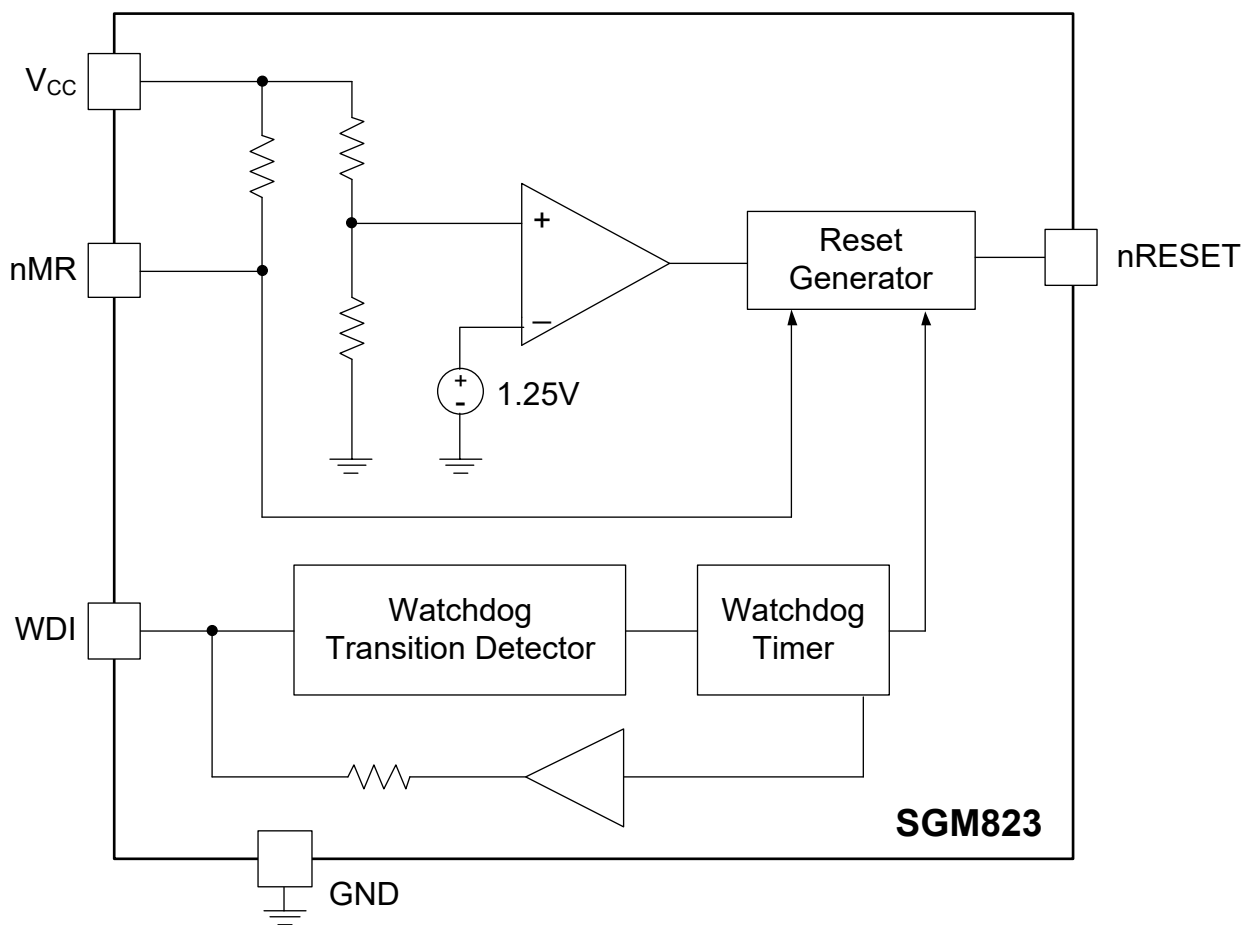 VCC
nMR
+
−
+
-
1.25V
Reset
Generator
nRESET
WDI
Watchdog
Transition Detector
Watchdog
Timer
SGM823
GND